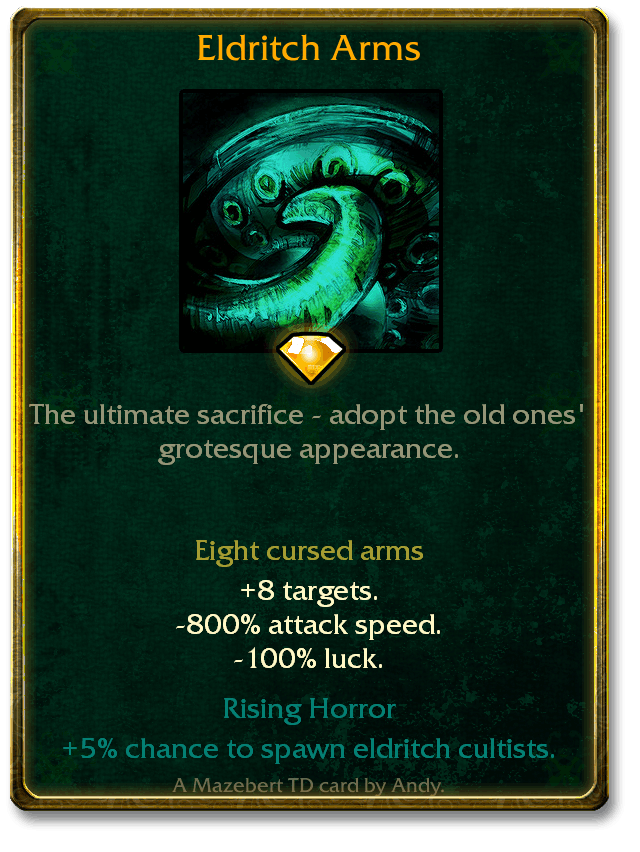 Eldritch Arms
The ultimate sacrifice - adopt the old ones'
grotesque appearance.
Eight cursed arms
+8 targets.
-800% attack speed.
-100% luck.
Rising Horror
+5% chance to spawn eldritch cultists.
A Mazebert TD card by Andy.